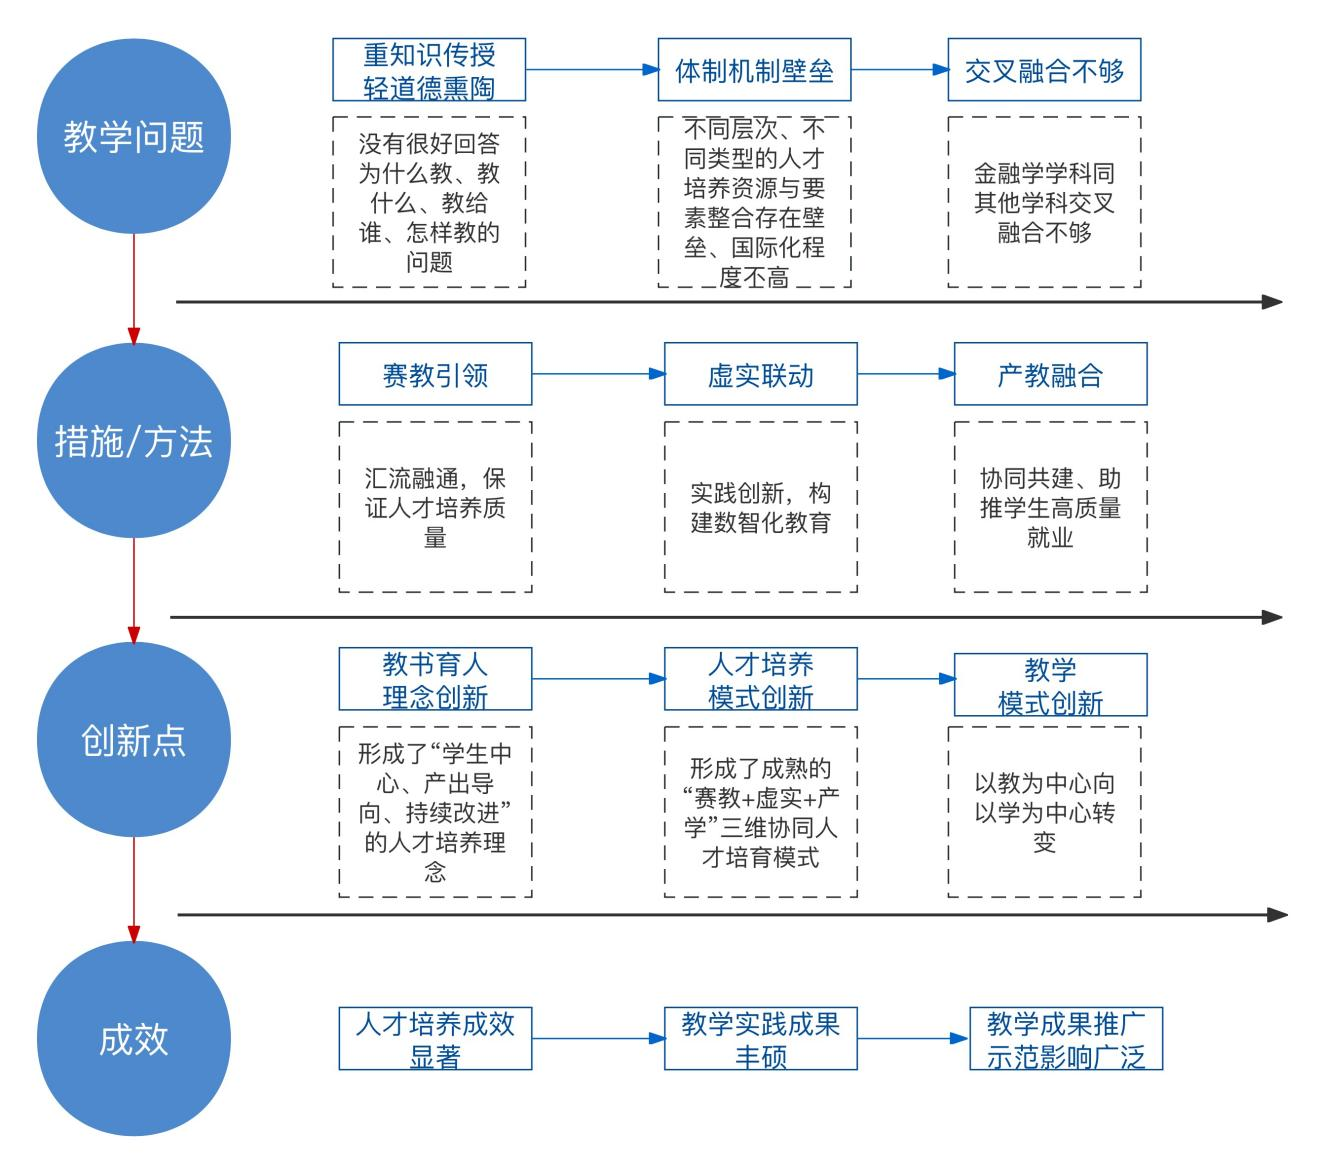 教学问题
重知识传授
轻道德熏陶
体制机制壁垒
交叉融合不够
没有很好回答
为什么教、教
什么、教给
谁、怎样教的
问题
不同层次、不
同类型的人才
培养资源与要
素整合存在壁
垒、国际化程
度不高
金融学学科同
其他学科交叉
融合不够
措施/方法
赛教引领
虚实联动
产教融合
汇流融通，保
证人才培养质
量
实践创新，构
建数智化教育
协同共建、助
推学生高质量
就业
创新点
教书育人
理念创新
人才培养
模式创新
教学
模式创新
形成了“学生中
心、产出导
向、持续改进”
的人才培养理
念
形成了成熟的
“赛教+虚实+产
学”三维协同人
才培育模式
以教为中心向
以学为中心转
变
成效
人才培养成效
显著
教学实践成果
丰硕
教学成果推广
示范影响广泛